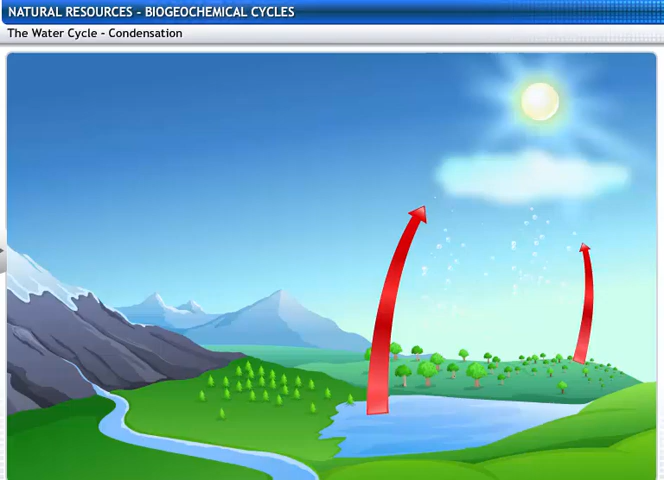 NATURAL RESOURCES - BIOGEOCHEMICAL CYCLES
The Water Cycle - Condensation